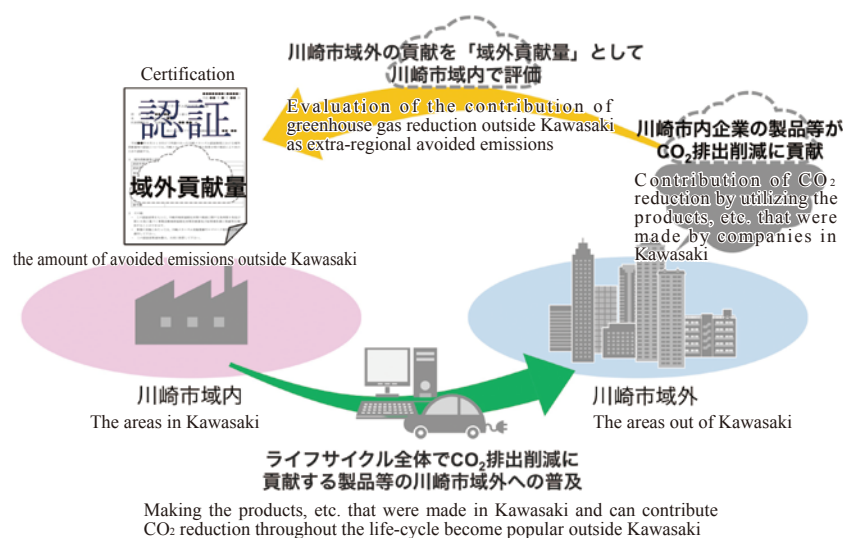 川崎市域外の貢献を「域外貢献量」として
川崎市域内で評価
Certification
認証
域外貢献量
Evaluation of the contribution of
greenhouse gas reduction outside Kawasaki
as extra-regional avoided emissions
川崎市内企業の製品等が
CO₂排出削減に貢献
Contribution of CO₂
reduction by utilizing the
products, etc. that were
made by companies in
Kawasaki
the amount of avoided emissions outside Kawasaki
川崎市域内
The areas in Kawasaki
川崎市域外
The areas out of Kawasaki
ライフサイクル全体でCO₂排出削減に
貢献する製品等の川崎市域外への普及
Making the products, etc. that were made in Kawasaki and can contribute
CO₂ reduction throughout the life-cycle become popular outside Kawasaki